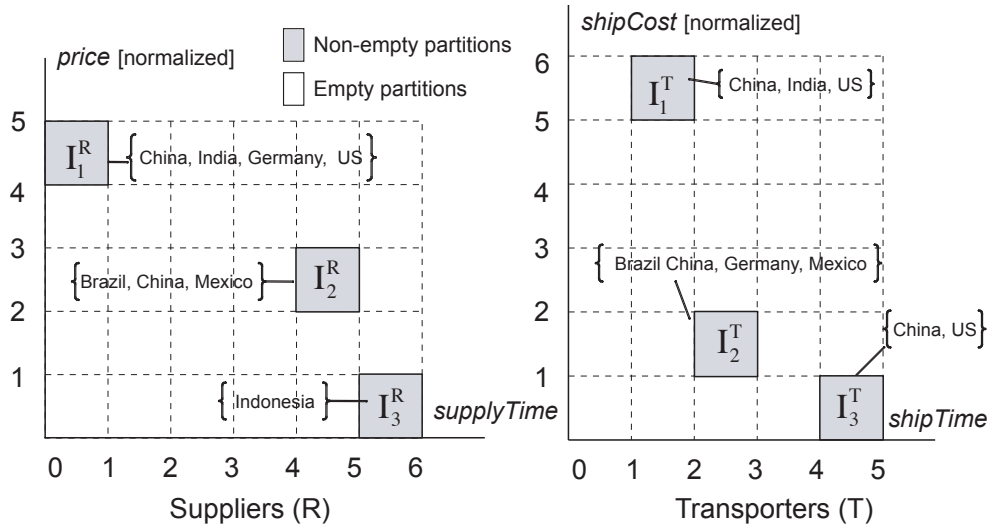 price [normalized]
Non-empty partitions
Empty partitions
5
4
3
2
1
I₁ᴿ
{China, India, Germany, US}
{Brazil, China, Mexico}
I₂ᴿ
{Indonesia}
I₃ᴿ
supplyTime
0 1 2 3 4 5 6
Suppliers (R)
shipCost [normalized]
6
5
4
3
2
1
I₁ᵀ
{China, India, US}
{Brazil China, Germany, Mexico}
I₂ᵀ
{China, US}
I₃ᵀ
shipTime
0 1 2 3 4 5
Transporters (T)